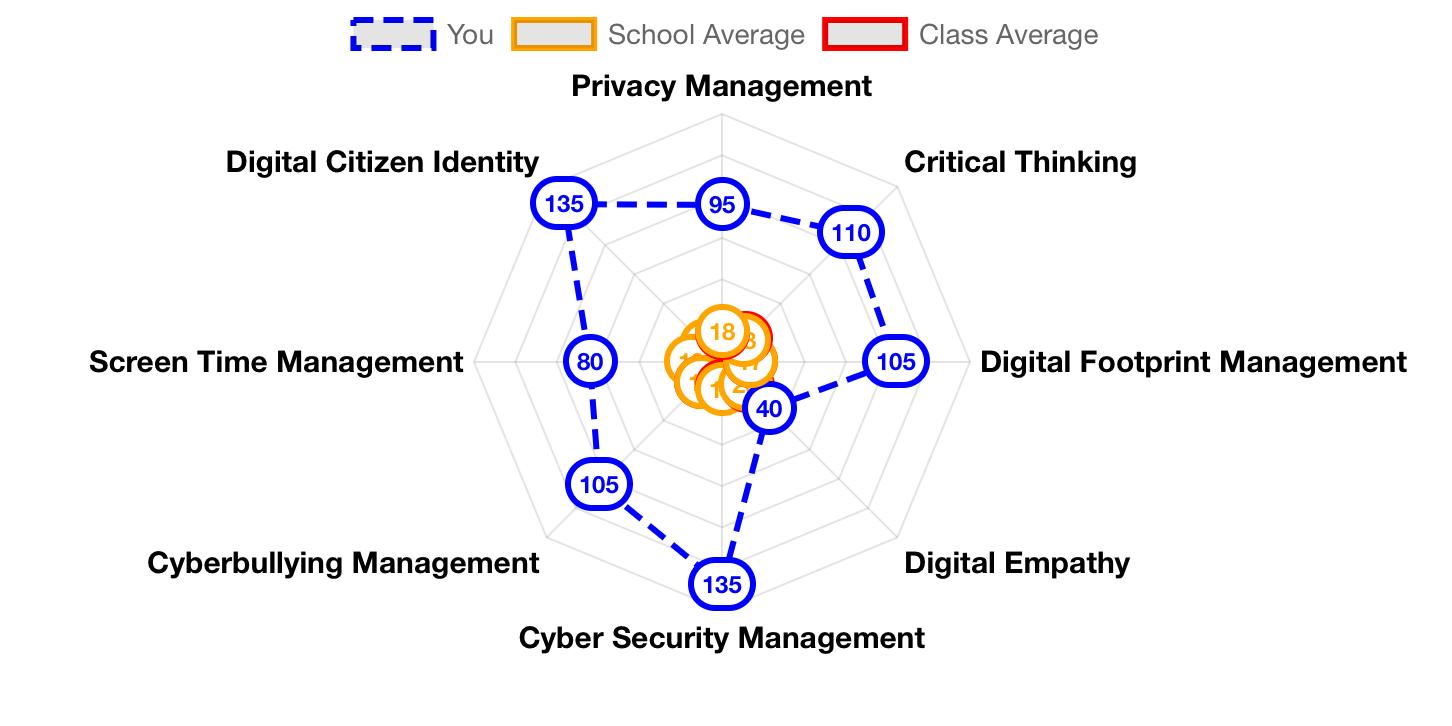 You School Average Class Average
Privacy Management
Digital Citizen Identity Critical Thinking
135 95 110
18
Screen Time Management 80 105 Digital Footprint Management
40
105
Cyberbullying Management Digital Empathy
135
Cyber Security Management